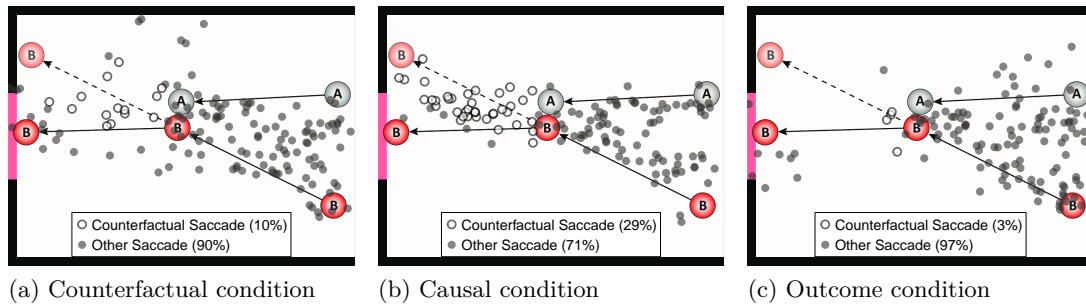 B
A
A
B
B
B
Counterfactual Saccade (10%)
Other Saccade (90%)
(a) Counterfactual condition
B
A
A
B
B
B
Counterfactual Saccade (29%)
Other Saccade (71%)
(b) Causal condition
B
A
A
B
B
B
Counterfactual Saccade (3%)
Other Saccade (97%)
(c) Outcome condition